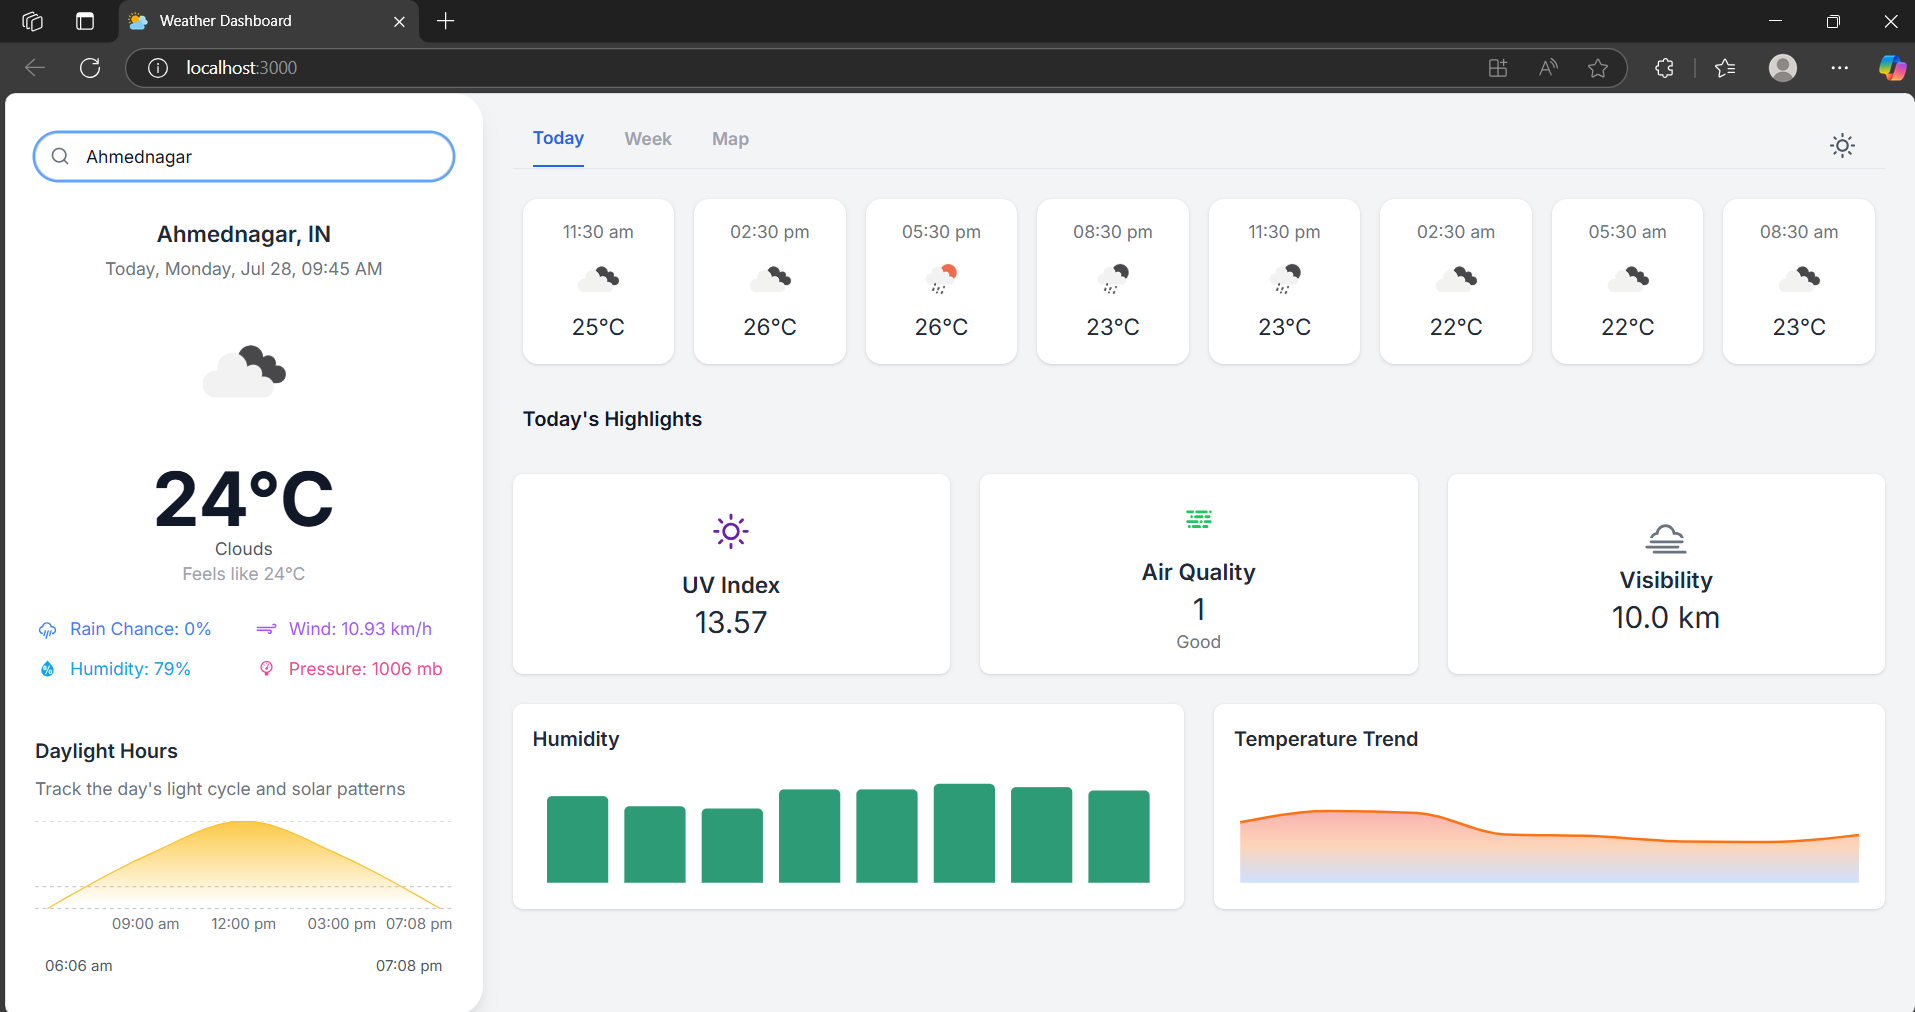 Weather Dashboard
localhost:3000
Ahmednagar
Ahmednagar, IN
Today, Monday, Jul 28, 09:45 AM
24°C
Clouds
Feels like 24°C
Rain Chance: 0%
Wind: 10.93 km/h
Humidity: 79%
Pressure: 1006 mb
Daylight Hours
Track the day's light cycle and solar patterns
09:00 am 12:00 pm 03:00 pm 07:08 pm
06:06 am 07:08 pm
Today Week Map
11:30 am 02:30 pm 05:30 pm 08:30 pm 11:30 pm 02:30 am 05:30 am 08:30 am
25°C 26°C 26°C 23°C 23°C 22°C 22°C 23°C
Today's Highlights
UV Index
13.57
Air Quality
1
Good
Visibility
10.0 km
Humidity
Temperature Trend